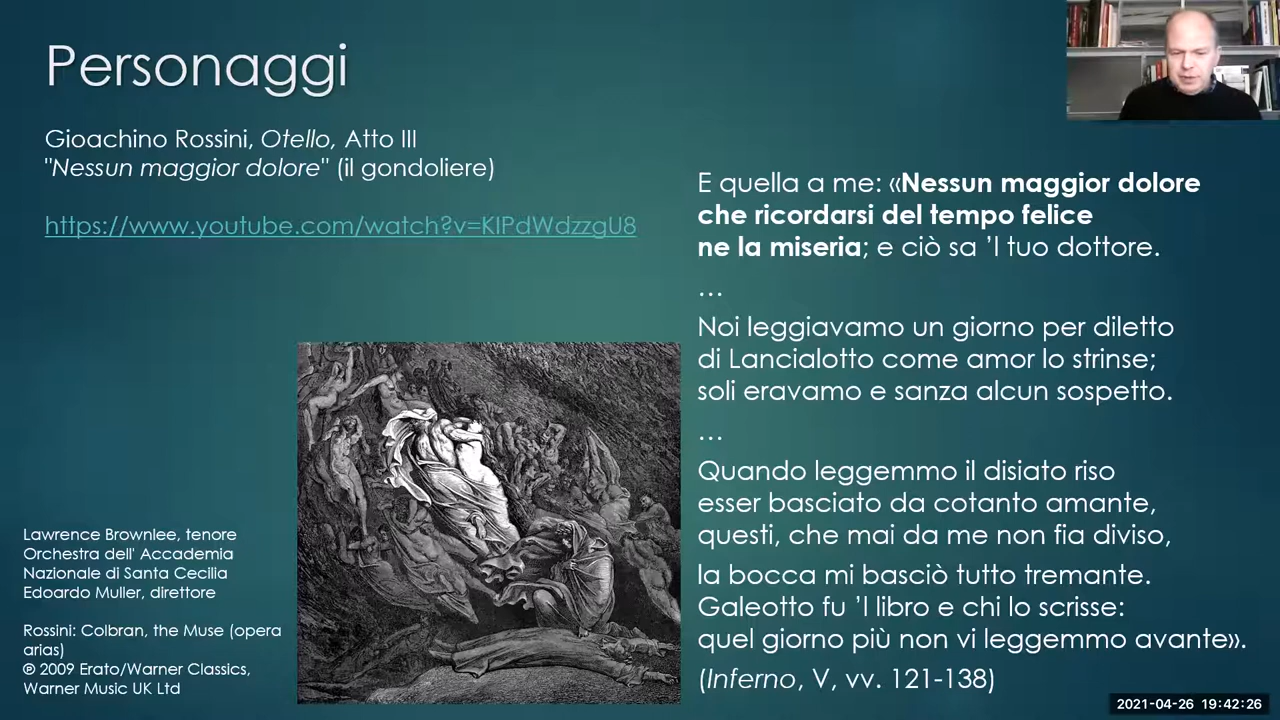 Personaggi
Gioachino Rossini, Otello, Atto III
"Nessun maggior dolore" (il gondoliere)
https://www.youtube.com/watch?v=KlPdWdzzgU8
E quella a me: «Nessun maggior dolore
che ricordarsi del tempo felice
ne la miseria; e ciò sa ’l tuo dottore.
…
Noi leggiavamo un giorno per diletto
di Lancialotto come amor lo strinse;
soli eravamo e sanza alcun sospetto.
…
Quando leggemmo il disiato riso
esser basciato da cotanto amante,
questi, che mai da me non fia diviso,
la bocca mi basciò tutto tremante.
Galeotto fu ’l libro e chi lo scrisse:
quel giorno più non vi leggemmo avante».
(Inferno, V, vv. 121-138)
Lawrence Brownlee, tenore
Orchestra dell' Accademia
Nazionale di Santa Cecilia
Edoardo Muller, direttore
Rossini: Colbran, the Muse (opera
arias)
℗ 2009 Erato/Warner Classics,
Warner Music UK Ltd
2021-04-26 19:42:26